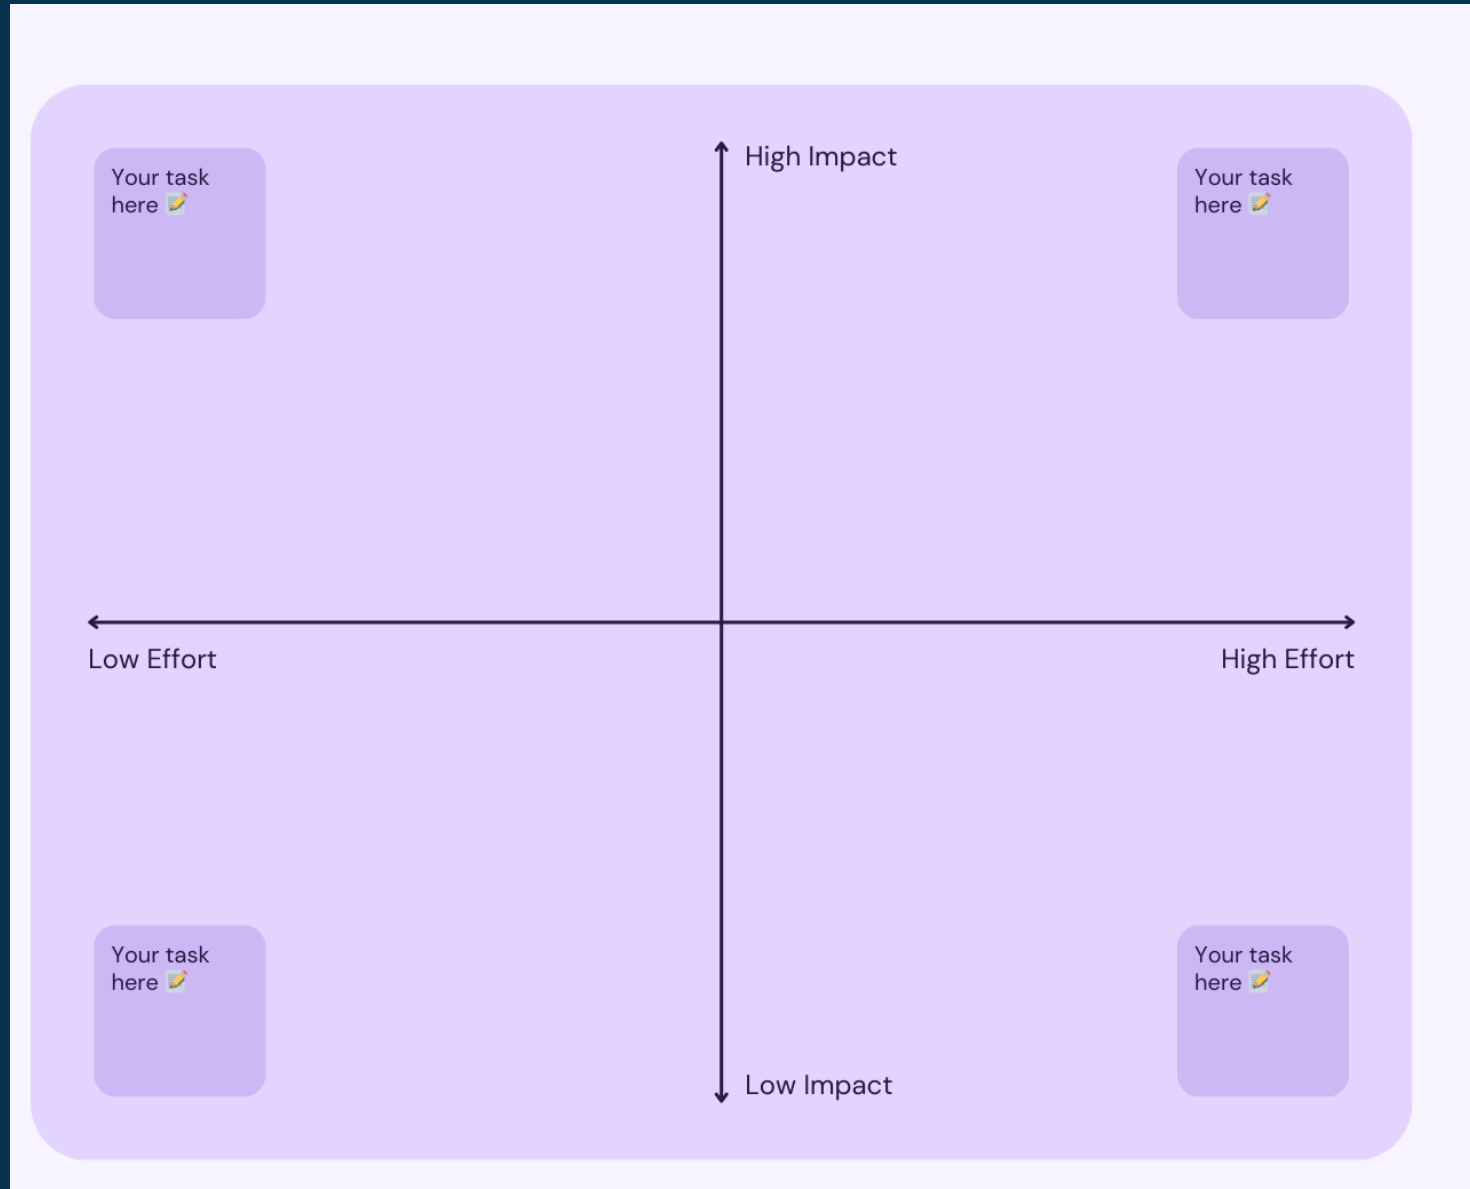 Your task
here 📝
High Impact
Your task
here 📝
Low Effort
High Effort
Your task
here 📝
Low Impact
Your task
here 📝